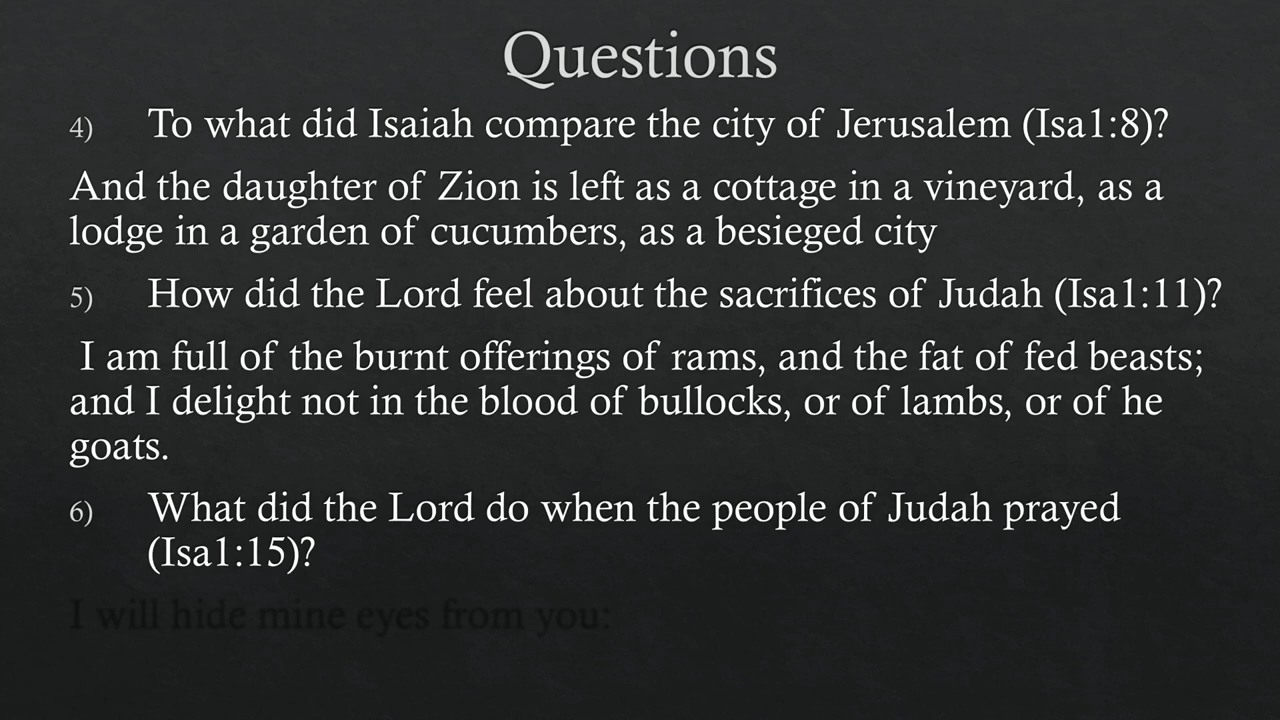 Questions
4) To what did Isaiah compare the city of Jerusalem (Isa1:8)?
And the daughter of Zion is left as a cottage in a vineyard, as a
lodge in a garden of cucumbers, as a besieged city
5) How did the Lord feel about the sacrifices of Judah (Isa1:11)?
I am full of the burnt offerings of rams, and the fat of fed beasts;
and I delight not in the blood of bullocks, or of lambs, or of he
goats.
6) What did the Lord do when the people of Judah prayed
(Isa1:15)?
I will hide mine eyes from you: